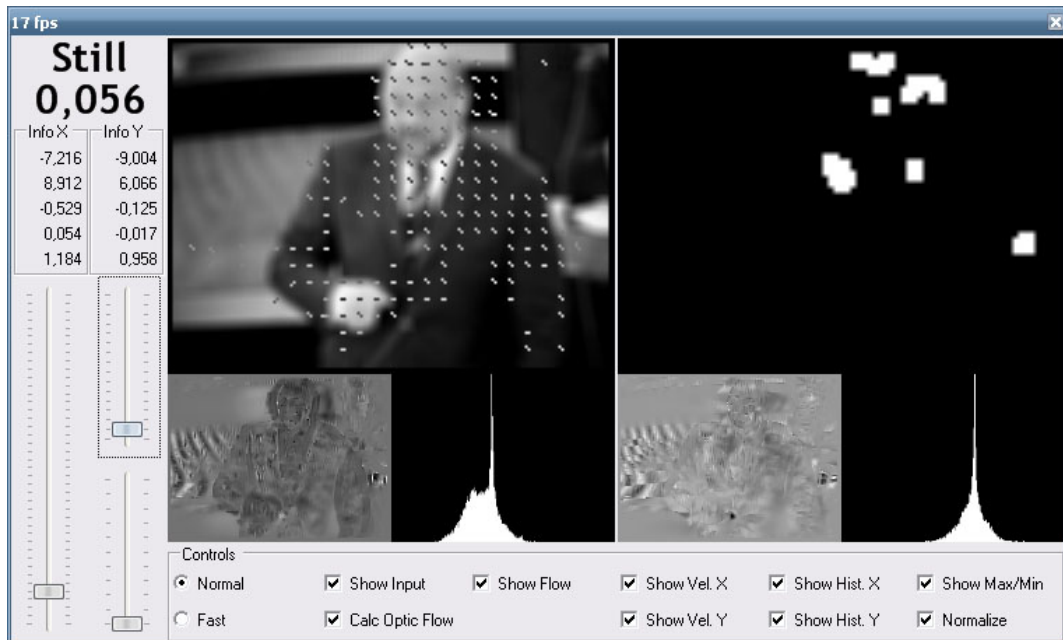 17 fps
Still
0,056
Info X Info Y
-7,216 -9,004
8,912 6,066
-0,529 -0,125
0,054 -0,017
1,184 0,958
Controls
Normal Show Input Show Flow Show Vel. X Show Hist. X Show Max/Min
Fast Calc Optic Flow Show Vel. Y Show Hist. Y Normalize